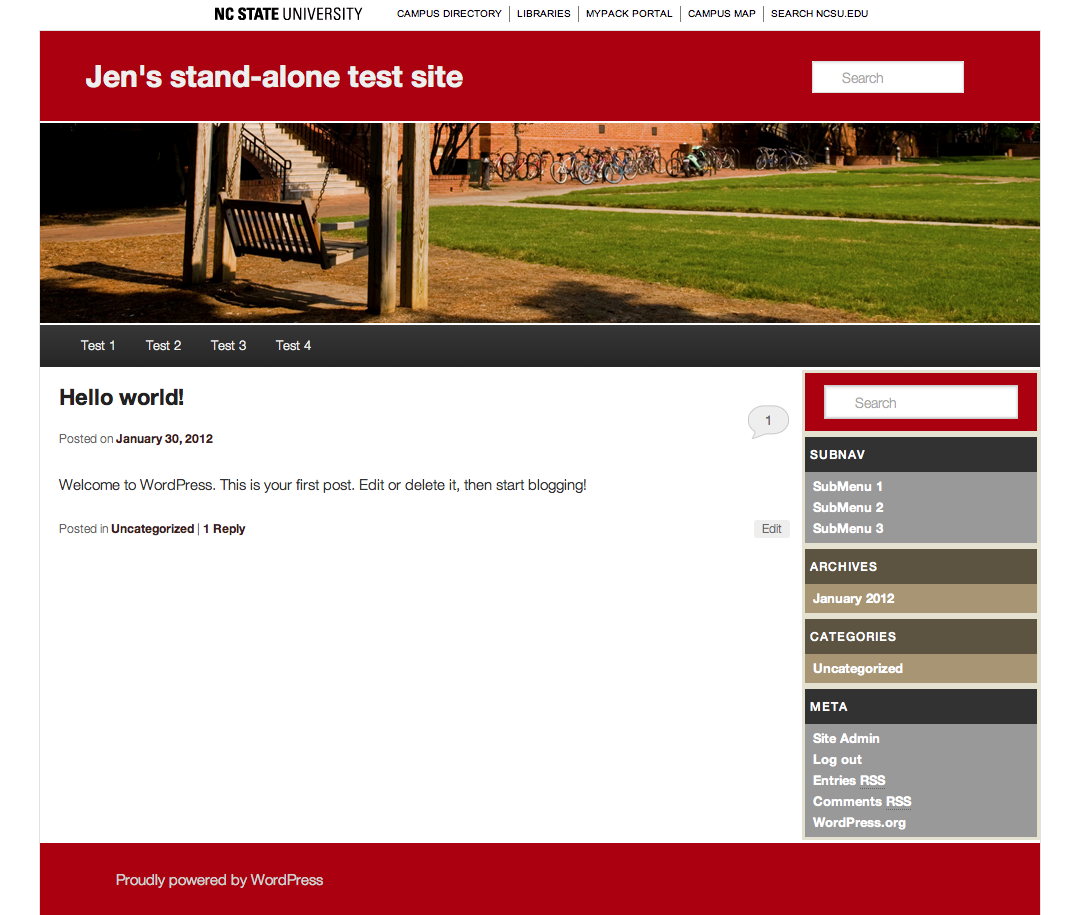 NC STATE UNIVERSITY CAMPUS DIRECTORY LIBRARIES MYPACK PORTAL CAMPUS MAP SEARCH NCSU.EDU
Jen's stand-alone test site
Search
Test 1 Test 2 Test 3 Test 4
Hello world!
1
Posted on January 30, 2012
Welcome to WordPress. This is your first post. Edit or delete it, then start blogging!
Posted in Uncategorized | 1 Reply
Edit
Search
SUBNAV
SubMenu 1
SubMenu 2
SubMenu 3
ARCHIVES
January 2012
CATEGORIES
Uncategorized
META
Site Admin
Log out
Entries RSS
Comments RSS
WordPress.org
Proudly powered by WordPress